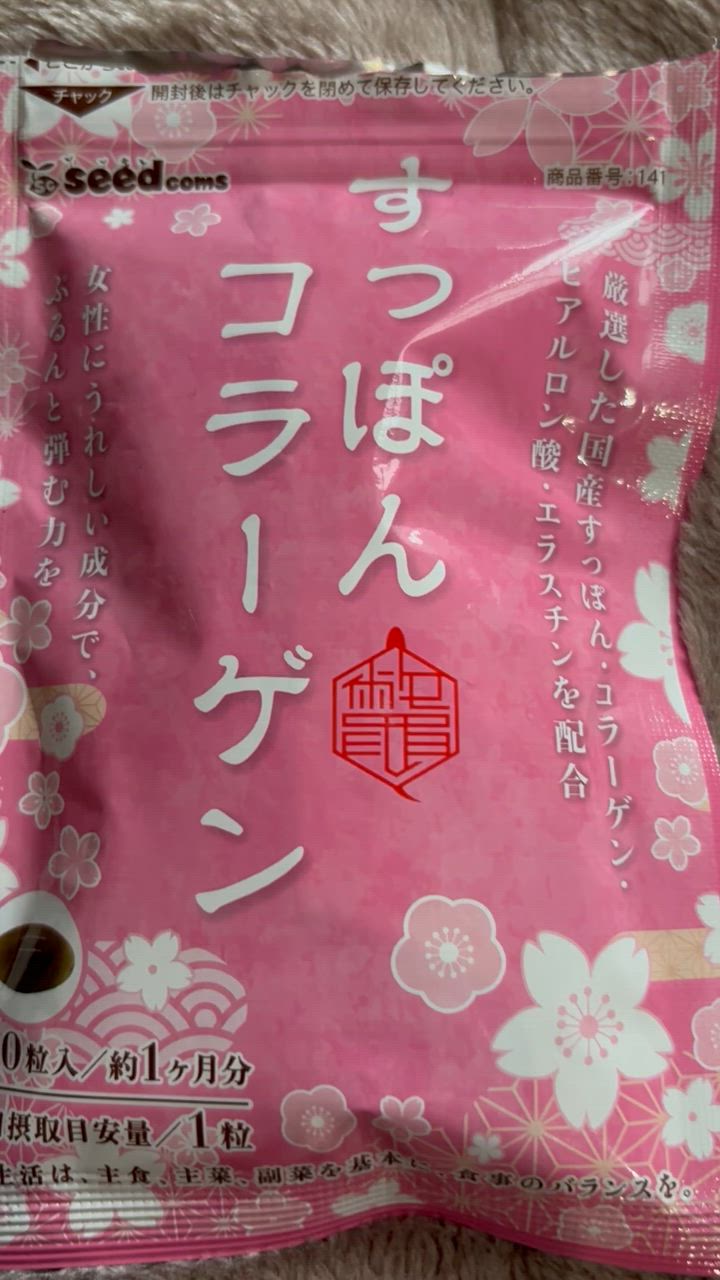 チャック
開封後はチャックを閉めて保存してください。
seedcoms
商品番号:141
厳選した国産すっぽん・コラーゲン・
ヒアルロン酸・エラスチンを配合
すっぽん
コラーゲン
女性にうれしい成分で、
ぷるんと弾む力を
0粒入/約1ヶ月分
摂取目安量/1粒
生活は、主食、主菜、副菜を基本に、食事のバランスを。